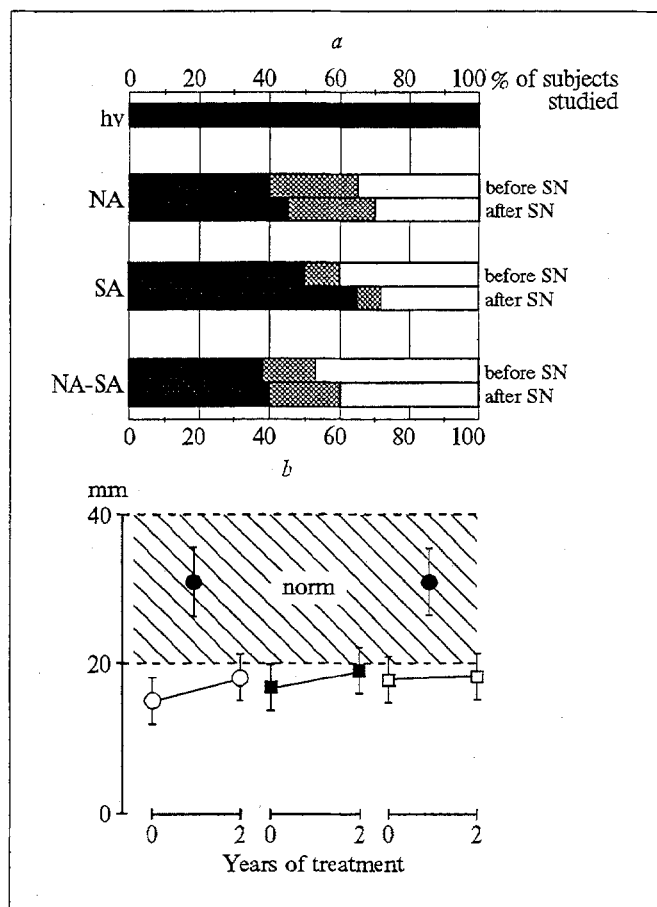 a
0 20 40 60 80 100 % of subjects studied
hv
NA before SN
after SN
SA before SN
after SN
NA-SA before SN
after SN
0 20 40 60 80 100
b
mm
40
norm
20
0
0 2 0 2 0 2
Years of treatment